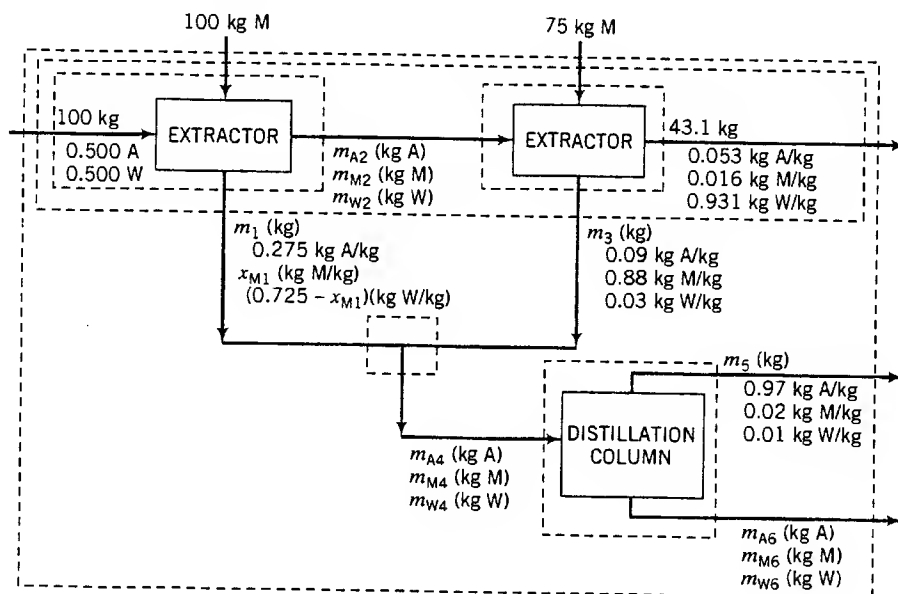 100 kg M
75 kg M
100 kg
0.500 A
0.500 W
EXTRACTOR
m_A2 (kg A)
m_M2 (kg M)
m_W2 (kg W)
EXTRACTOR
43.1 kg
0.053 kg A/kg
0.016 kg M/kg
0.931 kg W/kg
m_1 (kg)
0.275 kg A/kg
x_M1 (kg M/kg)
(0.725 – x_M1)(kg W/kg)
m_3 (kg)
0.09 kg A/kg
0.88 kg M/kg
0.03 kg W/kg
m_5 (kg)
0.97 kg A/kg
0.02 kg M/kg
0.01 kg W/kg
DISTILLATION
COLUMN
m_A4 (kg A)
m_M4 (kg M)
m_W4 (kg W)
m_A6 (kg A)
m_M6 (kg M)
m_W6 (kg W)